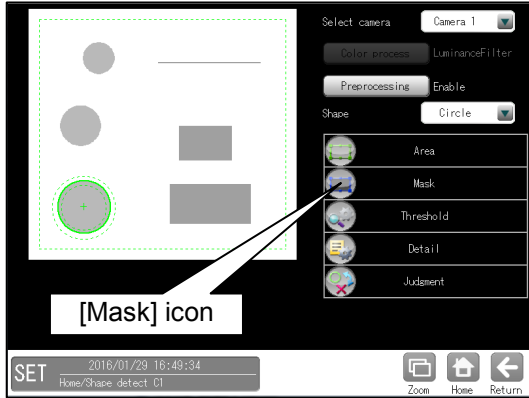 Select camera
Camera 1
Color process
LuminanceFilter
Preprocessing
Enable
Shape
Circle
Area
Mask
Threshold
Detail
Judgment
[Mask] icon
SET
2016/01/29 16:49:34
Home/Shape detect C1
Zoom
Home
Return